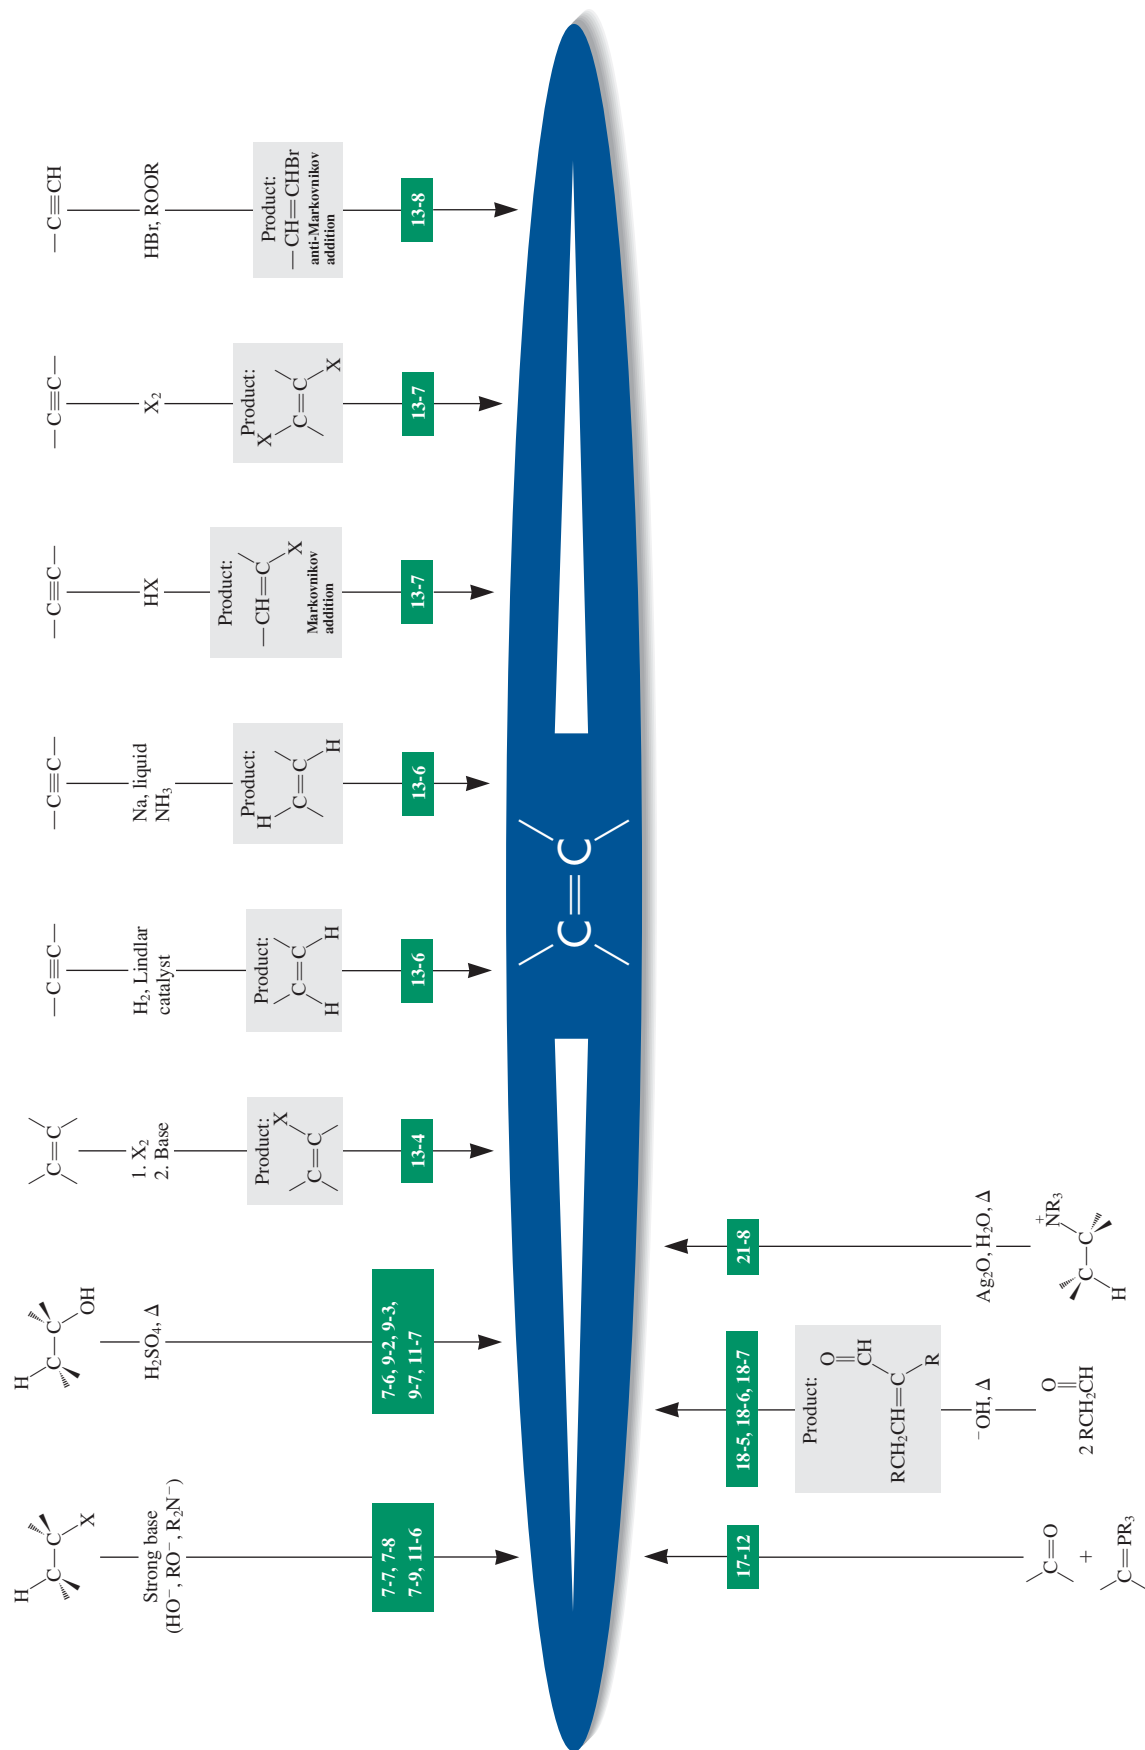 H
C—C
X
Strong base
(HO⁻, RO⁻, R₂N⁻)
7-7, 7-8
7-9, 11-6
H
C—C
OH
H₂SO₄, Δ
7-6, 9-2, 9-3,
9-7, 11-7
C=C
1. X₂
2. Base
Product:
X
C=C
13-4
—C≡C—
H₂, Lindlar
catalyst
Product:
C=C
H H
13-6
—C≡C—
Na, liquid
NH₃
Product:
H
C=C
H
13-6
—C≡C—
HX
Product:
—CH=C
X
Markovnikov
addition
13-7
—C≡C—
X₂
Product:
X
C=C
X
13-7
—C≡CH
HBr, ROOR
Product:
—CH=CHBr
anti-Markovnikov
addition
13-8
C=C
17-12
C=O
+
C=PR₃
18-5, 18-6, 18-7
Product:
O
CH
RCH₂CH=C
R
⁻OH, Δ
O
2 RCH₂CH
21-8
Ag₂O, H₂O, Δ
+
NR₃
C—C
H